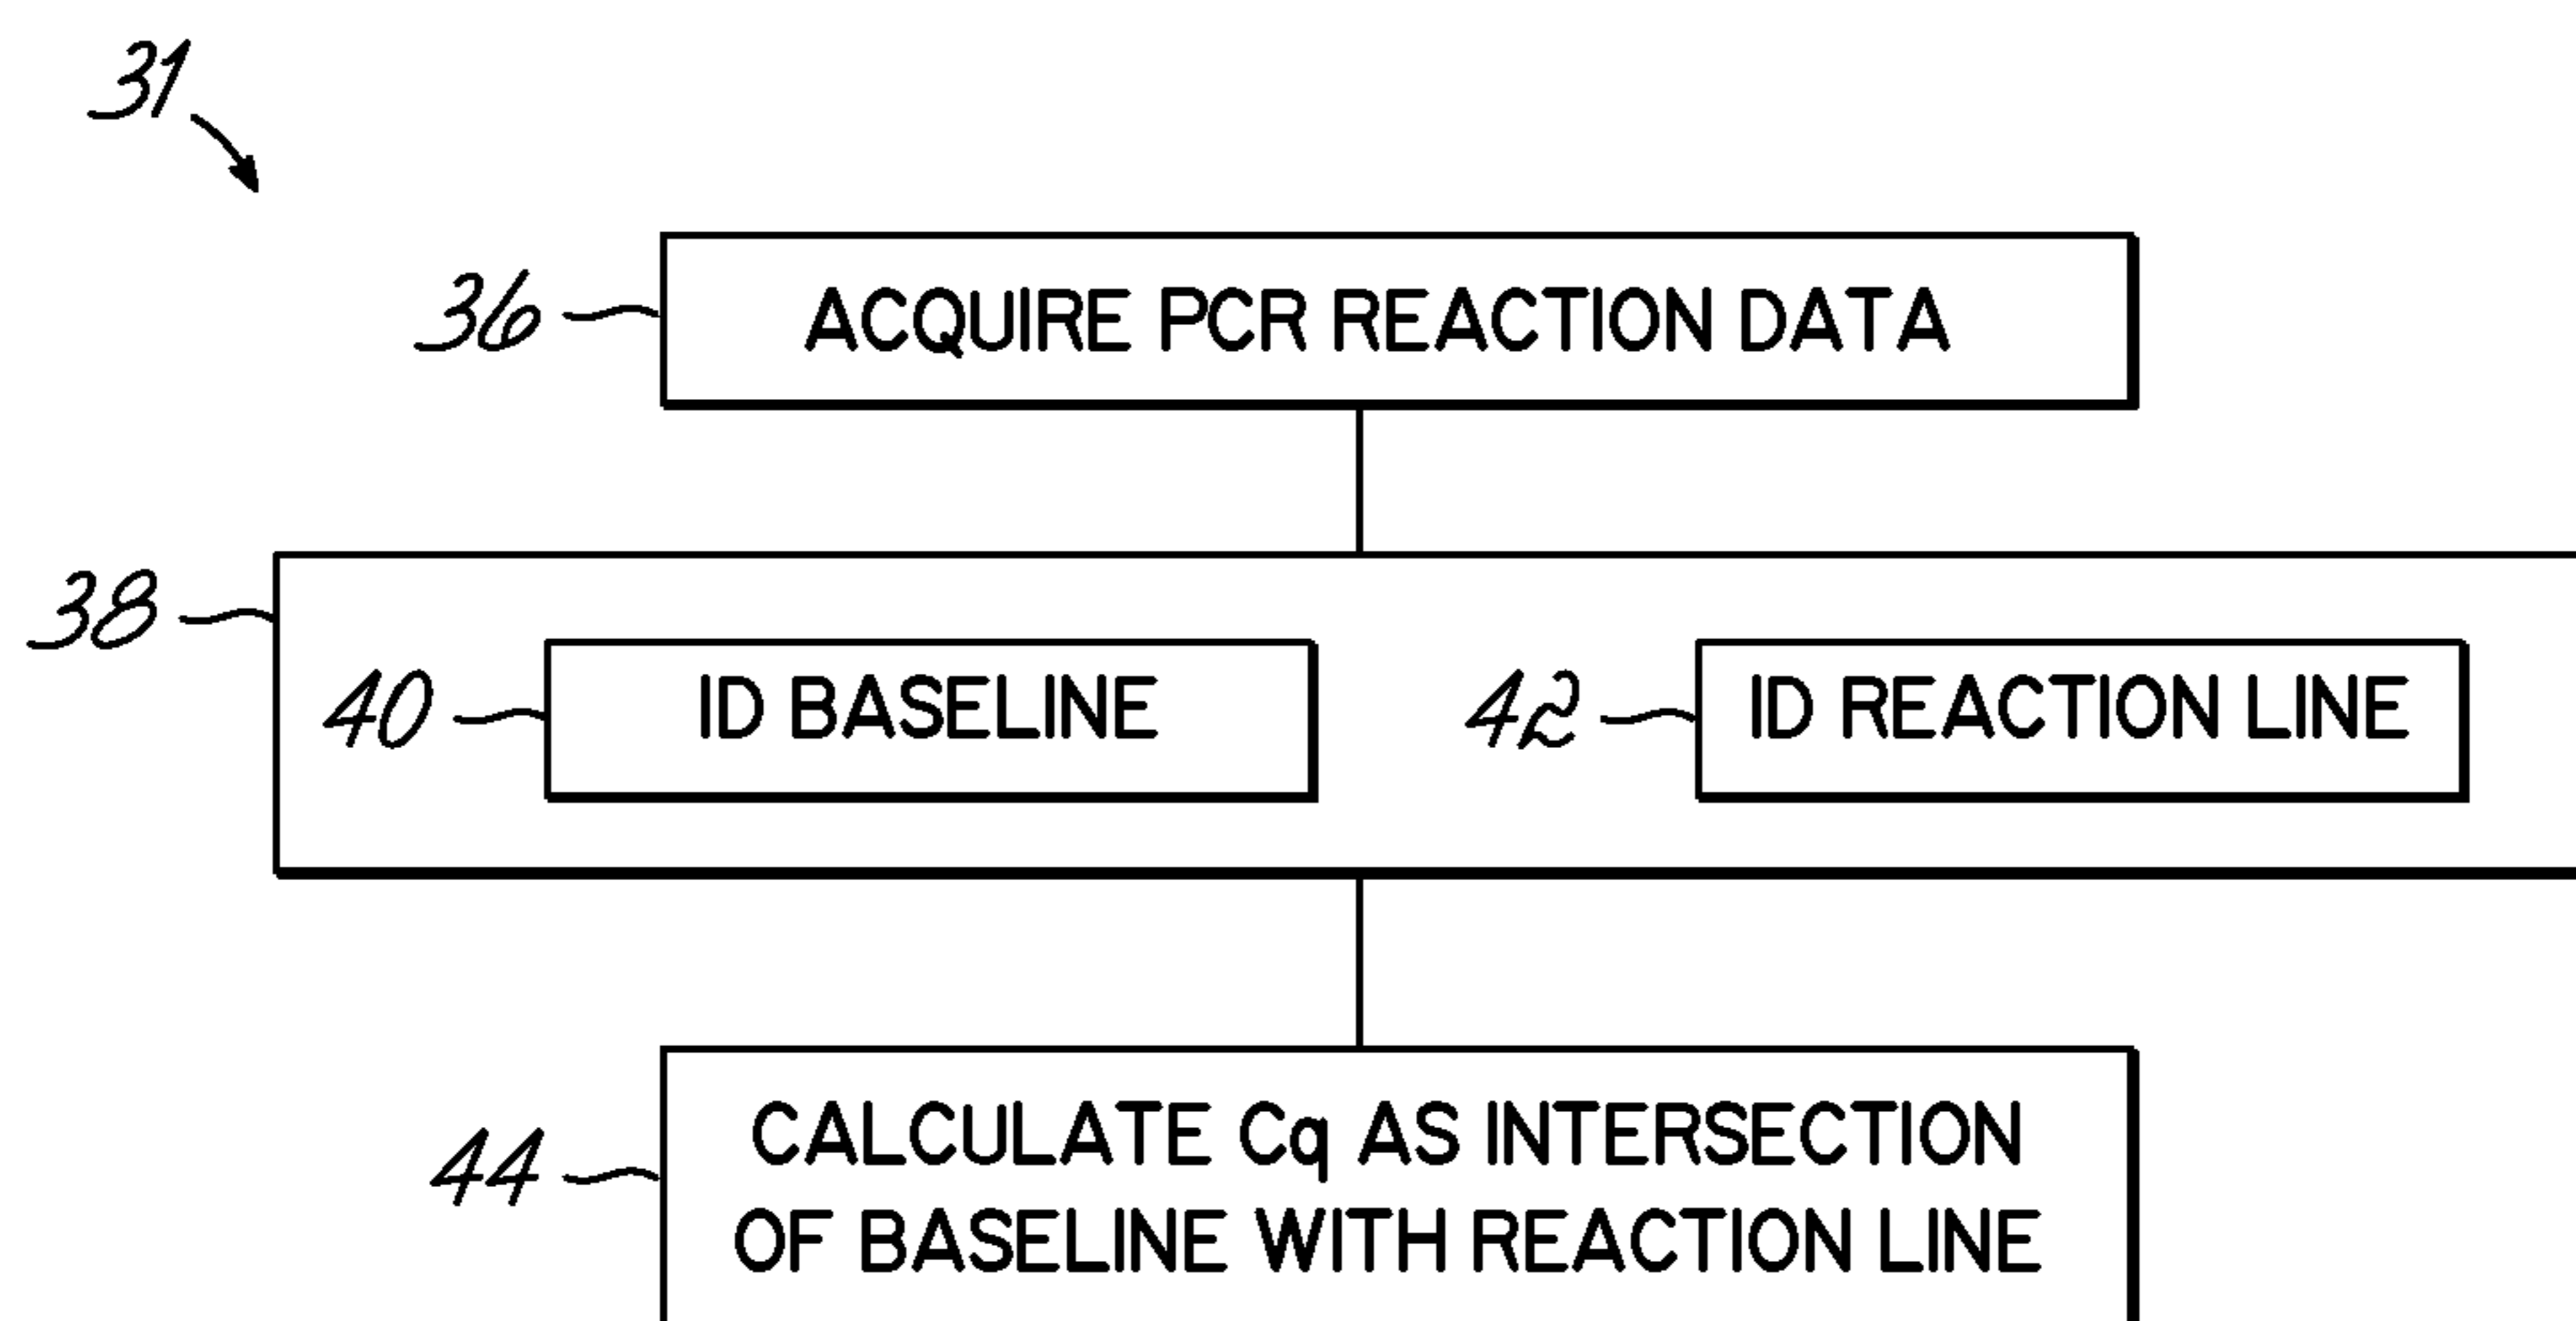 31
36 ACQUIRE PCR REACTION DATA
38
40 ID BASELINE 42 ID REACTION LINE
44 CALCULATE Cq AS INTERSECTION
OF BASELINE WITH REACTION LINE